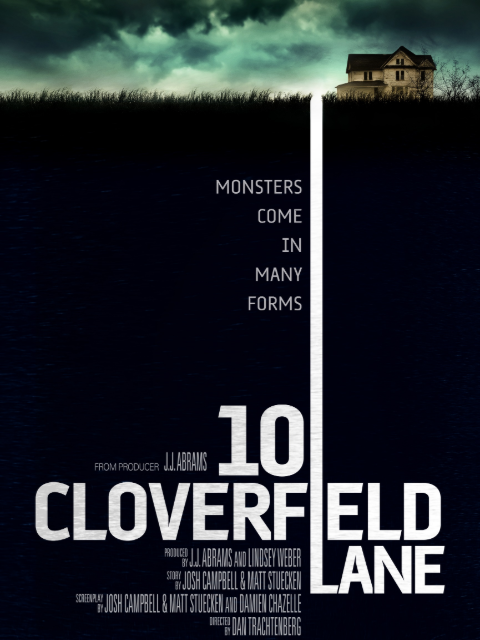 MONSTERS
COME
IN
MANY
FORMS
FROM PRODUCER J.J. ABRAMS
10
CLOVERFIELD
LANE
PRODUCED BY J.J. ABRAMS AND LINDSEY WEBER
STORY BY JOSH CAMPBELL & MATT STUECKEN
SCREENPLAY BY JOSH CAMPBELL & MATT STUECKEN AND DAMIEN CHAZELLE
DIRECTED BY DAN TRACHTENBERG